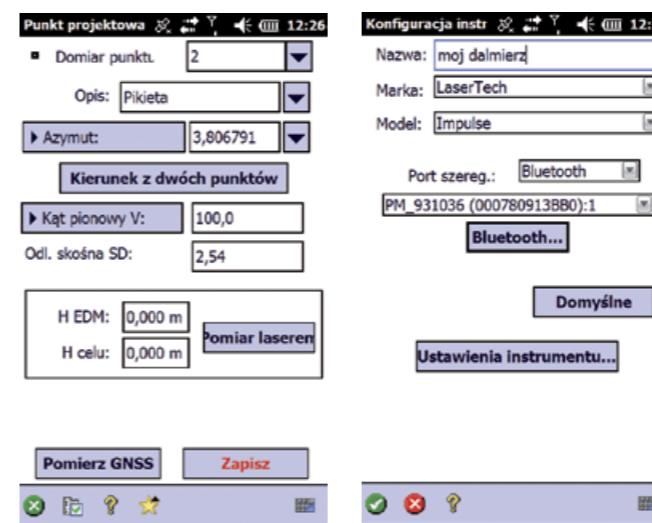 Punkt projektowa 12:26
Domiar punktu 2
Opis: Pikieta
Azymut: 3,806791
Kierunek z dwóch punktów
Kąt pionowy V: 100,0
Odl. skośna SD: 2,54
H EDM: 0,000 m
H celu: 0,000 m
Pomiar laserem
Pomierz GNSS Zapisz
Konfiguracja instr 12:
Nazwa: moj dalmierz
Marka: LaserTech
Model: Impulse
Port szereg.: Bluetooth
PM_931036 (000780913BB0):1
Bluetooth...
Domyślne
Ustawienia instrumentu...